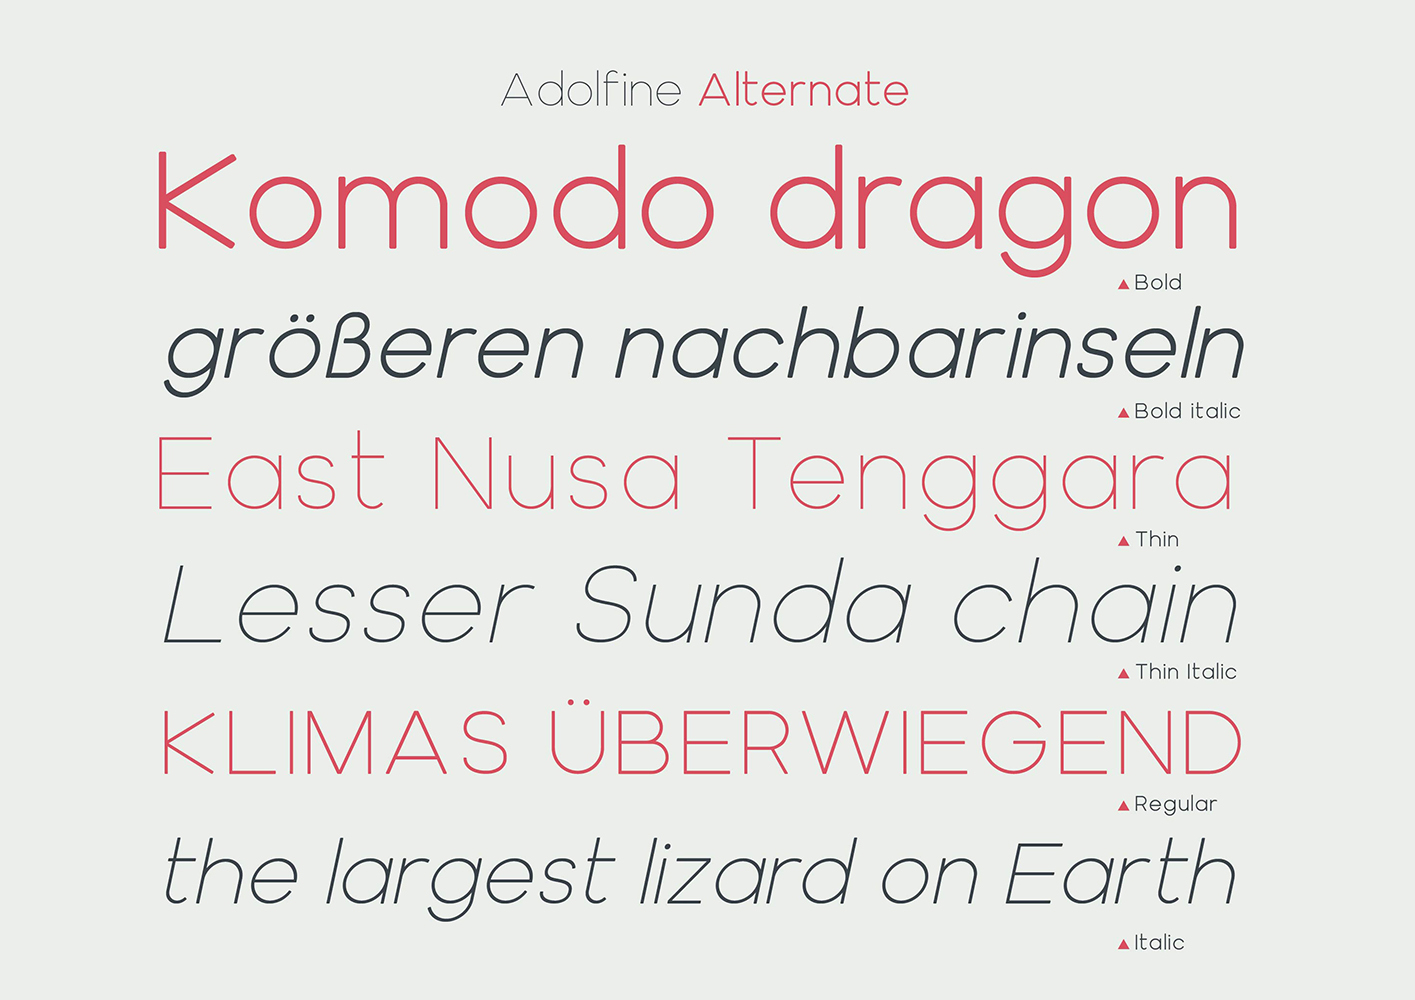 Adolfine Alternate
Komodo dragon
▲ Bold
größeren nachbarinseln
▲ Bold italic
East Nusa Tenggara
▲ Thin
Lesser Sunda chain
▲ Thin Italic
KLIMAS ÜBERWIEGEND
▲ Regular
the largest lizard on Earth
▲ Italic